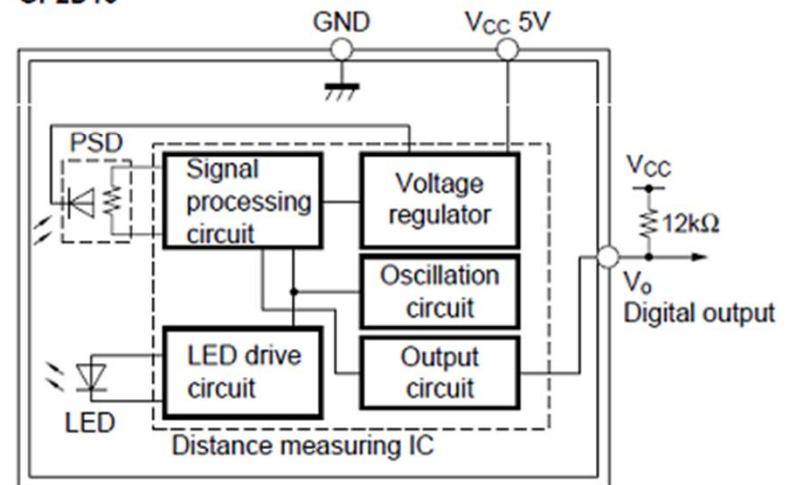 GND
VCC 5V
PSD
Signal
processing
circuit
Voltage
regulator
VCC
12kΩ
Oscillation
circuit
Vo
Digital output
LED drive
circuit
Output
circuit
LED
Distance measuring IC